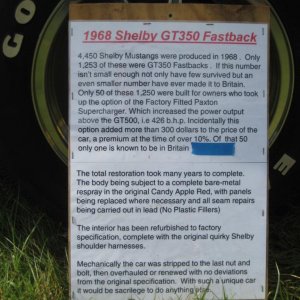 GO
1968 Shelby GT350 Fastback
4,450 Shelby Mustangs were produced in 1968 . Only
1,253 of these were GT350 Fastbacks . If this number
isn't small enough not only have few survived but an
even smaller number have ever made it to Britain.
Only 50 of these 1,250 were built for owners who took
up the option of the Factory Fitted Paxton
Supercharger. Which increased the power output
above the GT500, i.e 426 b.h.p. Incidentally this
option added more than 300 dollars to the price of the
car, a premium at the time of over 10%. Of that 50
only one is known to be in Britain
The total restoration took many years to complete.
The body being subject to a complete bare-metal
respray in the original Candy Apple Red, with panels
being replaced where necessary and all seam repairs
being carried out in lead (No Plastic Fillers)
The interior has been refurbished to factory
specification, complete with the original quirky Shelby
shoulder harnesses.
Mechanically the car was stripped to the last nut and
bolt, then overhauled or renewed with no deviations
from the original specification. With such a unique car
it would be sacrilege to do anything else.